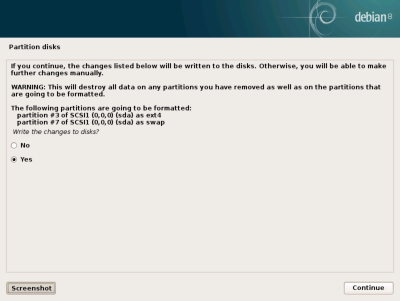 debian 8
Partition disks
If you continue, the changes listed below will be written to the disks. Otherwise, you will be able to make
further changes manually.
WARNING: This will destroy all data on any partitions you have removed as well as on the partitions that
are going to be formatted.
The following partitions are going to be formatted:
partition #3 of SCSI1 (0,0,0) (sda) as ext4
partition #7 of SCSI1 (0,0,0) (sda) as swap
Write the changes to disks?
No
Yes
Screenshot
Continue